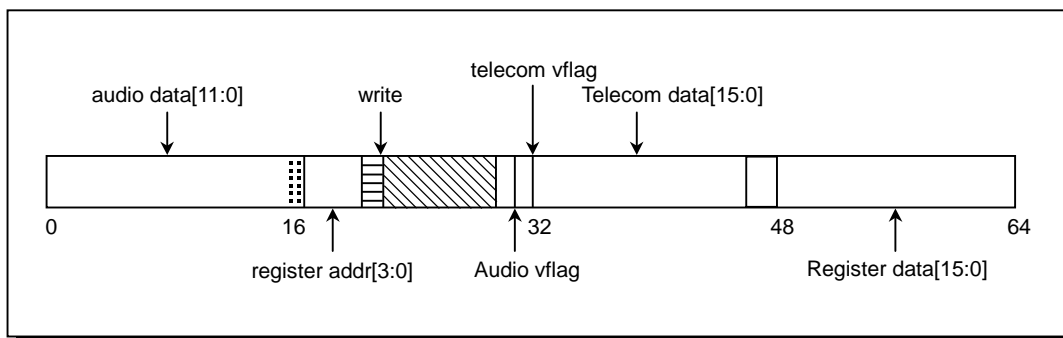 telecom vflag
audio data[11:0]
write
Telecom data[15:0]
0
16
32
48
64
register addr[3:0]
Audio vflag
Register data[15:0]